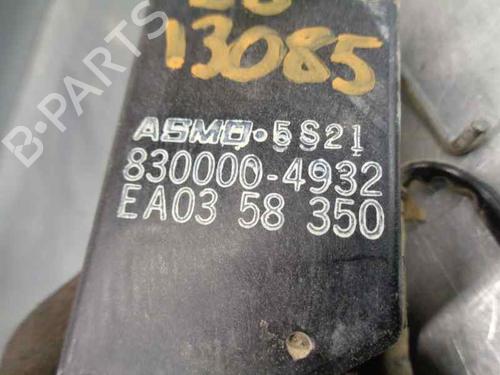 13085
ASMO · 5S21
830000-4932
EA03 58 350
B-PARTS